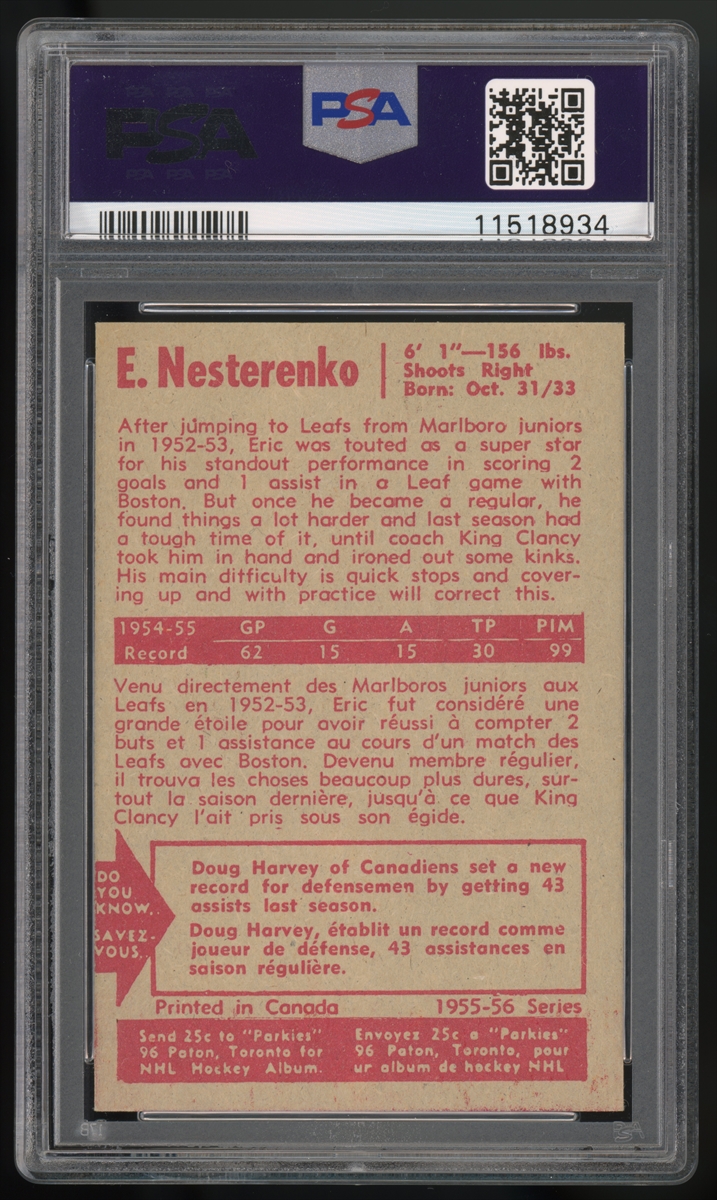 PSA
PSA
11518934
E. Nesterenko
6' 1"—156 lbs.
Shoots Right
Born: Oct. 31/33
After jumping to Leafs from Marlboro juniors
in 1952-53, Eric was touted as a super star
for his standout performance in scoring 2
goals and 1 assist in a Leaf game with
Boston. But once he became a regular, he
found things a lot harder and last season had
a tough time of it, until coach King Clancy
took him in hand and ironed out some kinks.
His main difficulty is quick stops and cover-
ing up and with practice will correct this.
1954-55 GP G A TP PIM
Record 62 15 15 30 99
Venu directement des Marlboros juniors aux
Leafs en 1952-53, Eric fut considéré une
grande étoile pour avoir réussi à compter 2
buts et 1 assistance au cours d'un match des
Leafs avec Boston. Devenu membre régulier,
il trouva les choses beaucoup plus dures, sur-
tout la saison dernière, jusqu'à ce que King
Clancy l'ait pris sous son égide.
DO
YOU
KNOW..
SAVEZ-
VOUS..
Doug Harvey of Canadiens set a new
record for defensemen by getting 43
assists last season.
Doug Harvey, établit un record comme
joueur de défense, 43 assistances en
saison régulière.
Printed in Canada 1955-56 Series
Send 25c to "Parkies"
96 Paton, Toronto for
NHL Hockey Album.
Envoyez 25c a "Parkies"
96 Paton, Toronto, pour
ur album de hockey NHL